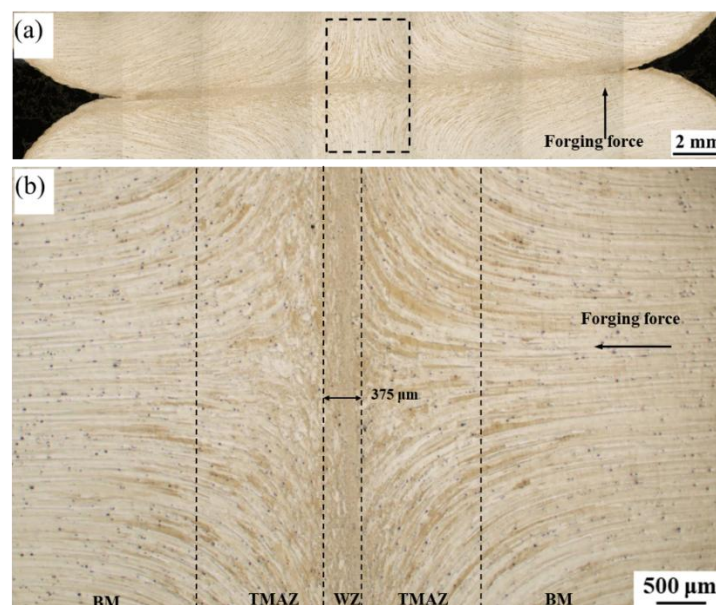 (a)
Forging force
2 mm
(b)
Forging force
375 μm
BM
TMAZ
WZ
TMAZ
BM
500 μm